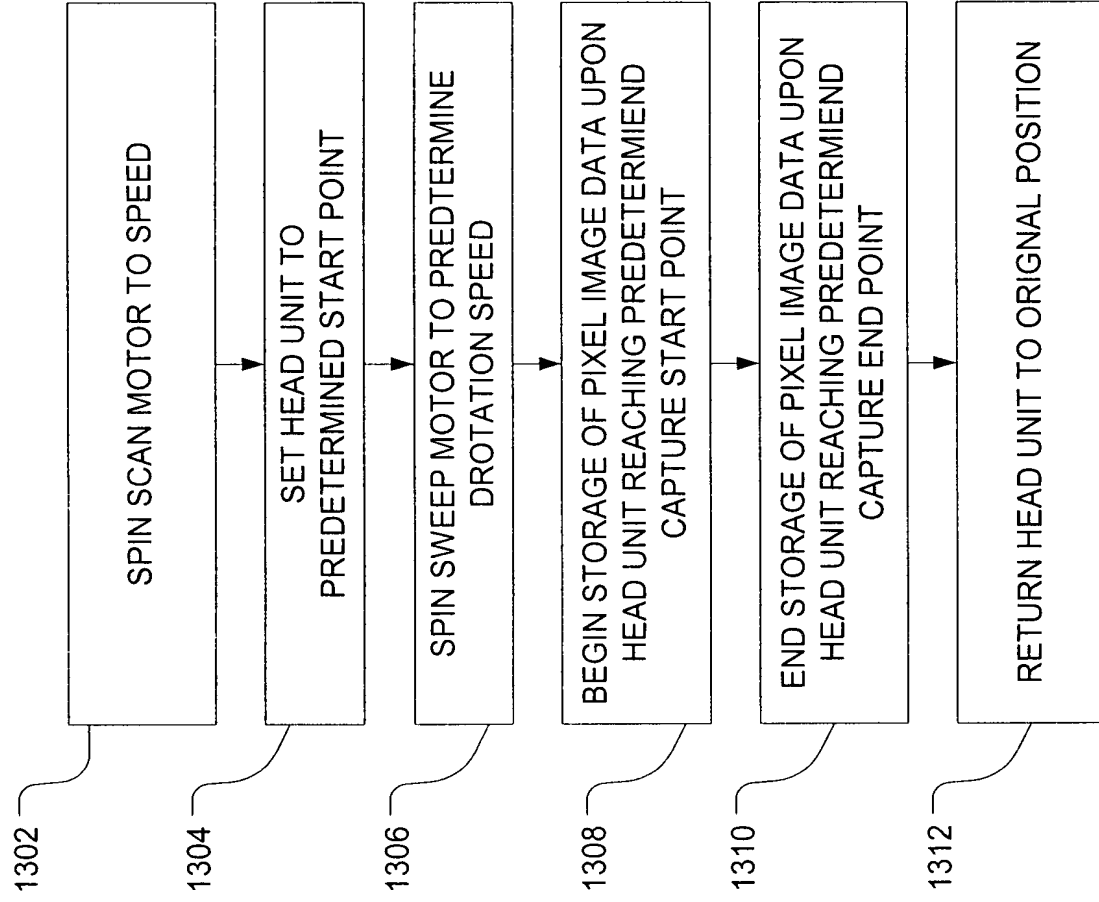 1302
SPIN SCAN MOTOR TO SPEED
1304
SET HEAD UNIT TO
PREDETERMINED START POINT
1306
SPIN SWEEP MOTOR TO PREDTERMINE
DROTATION SPEED
1308
BEGIN STORAGE OF PIXEL IMAGE DATA UPON
HEAD UNIT REACHING PREDETERMIEND
CAPTURE START POINT
1310
END STORAGE OF PIXEL IMAGE DATA UPON
HEAD UNIT REACHING PREDETERMIEND
CAPTURE END POINT
1312
RETURN HEAD UNIT TO ORIGNAL POSITION